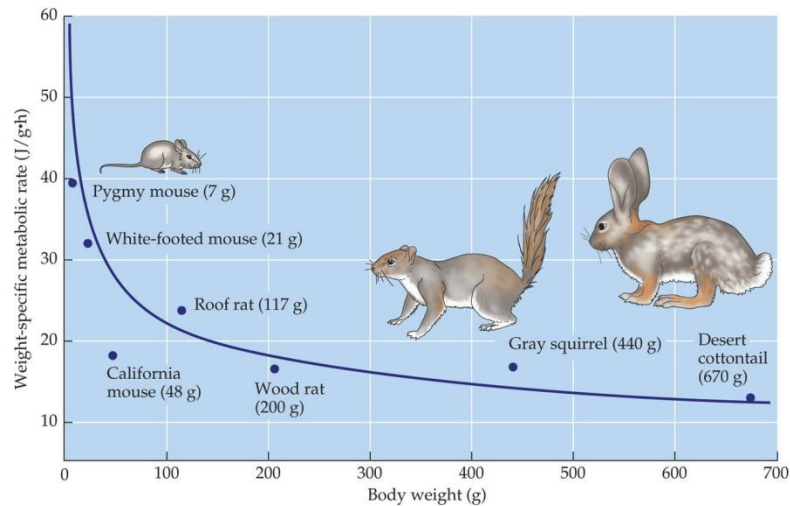 60
50
40
30
20
10
Weight-specific metabolic rate (J/g•h)
Pygmy mouse (7 g)
White-footed mouse (21 g)
Roof rat (117 g)
California
mouse (48 g)
Wood rat
(200 g)
Gray squirrel (440 g)
Desert
cottontail
(670 g)
0 100 200 300 400 500 600 700
Body weight (g)